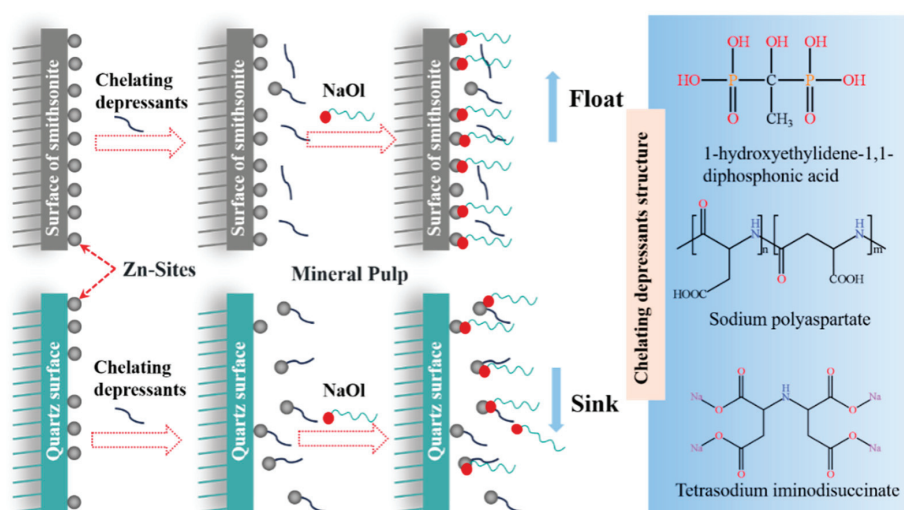 Surface of smithsonite
Chelating
depressants
Surface of smithsonite
NaOl
Surface of smithsonite
Float
Zn-Sites
Mineral Pulp
Quartz surface
Chelating
depressants
Quartz surface
NaOl
Quartz surface
Sink
Chelating depressants structure
OH
OH
OH
HO
P
C
P
OH
O
CH₃
O
1-hydroxyethylidene-1,1-
diphosphonic acid
O
H
N
n
H
N
m
O
HOOC
COOH
Sodium polyaspartate
O
H
N
O
Na
O
O
Na
Na
O
O
Na
O
O
Tetrasodium iminodisuccinate